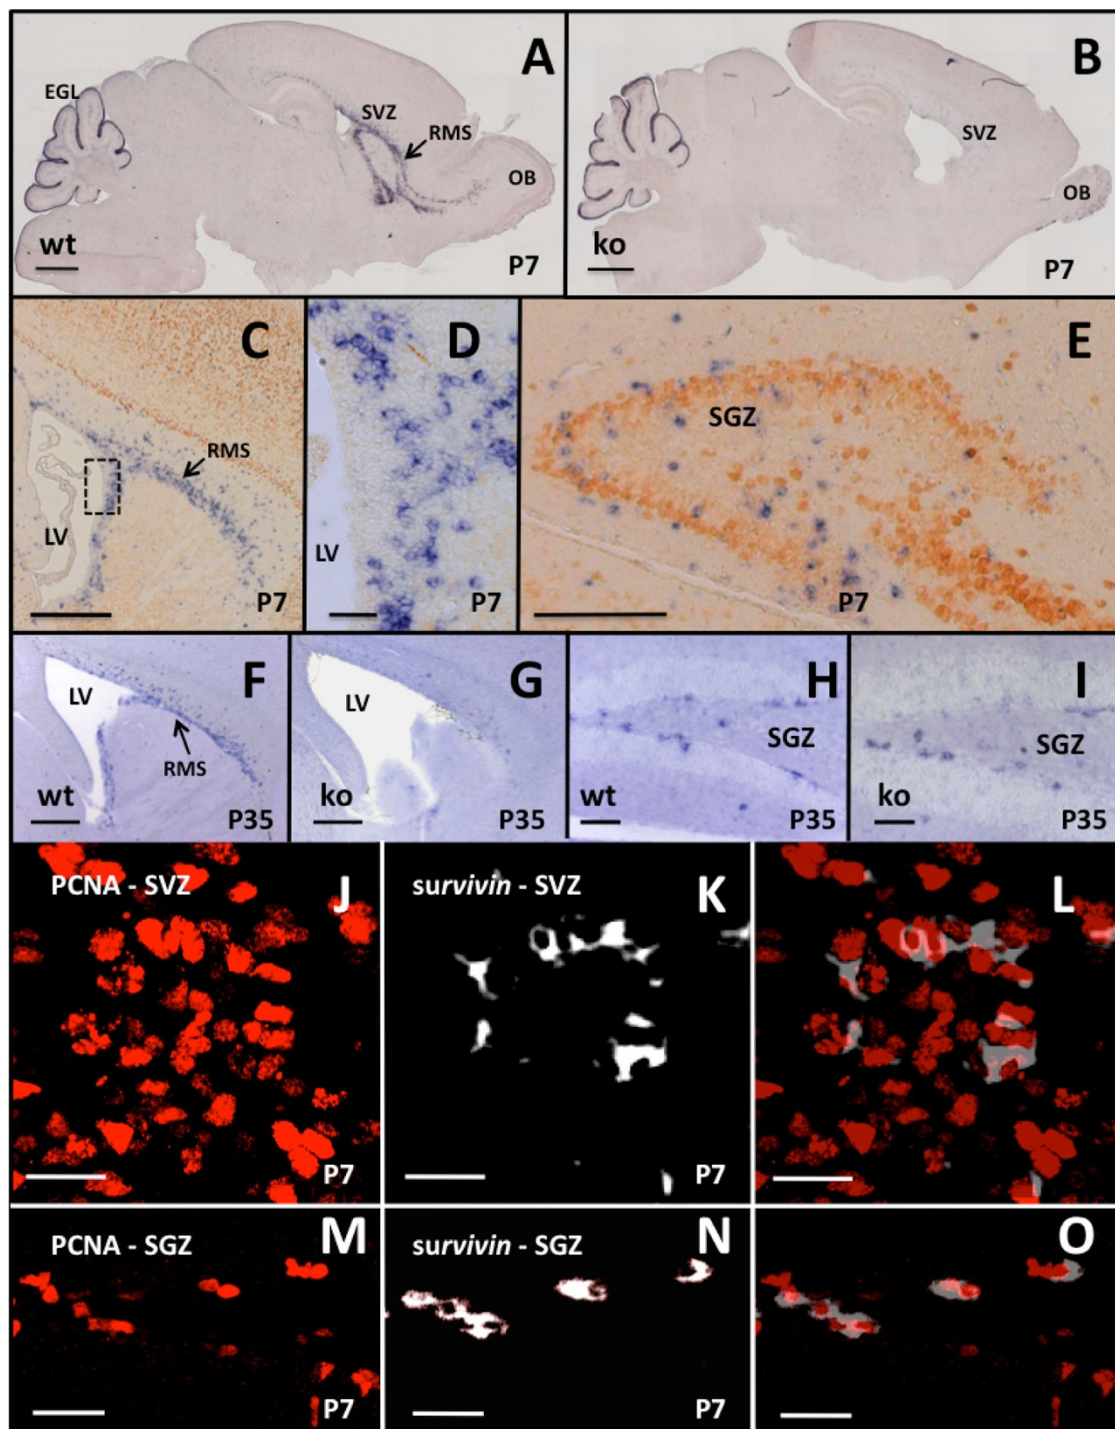 A
EGL
SVZ
RMS
OB
wt
P7
B
SVZ
OB
ko
P7
C
RMS
LV
P7
D
LV
P7
E
SGZ
P7
F
LV
RMS
wt
P35
G
LV
ko
P35
H
SGZ
wt
P35
I
SGZ
ko
P35
PCNA - SVZ
J
P7
survivin - SVZ
K
P7
L
PCNA - SGZ
M
P7
survivin - SGZ
N
P7
O